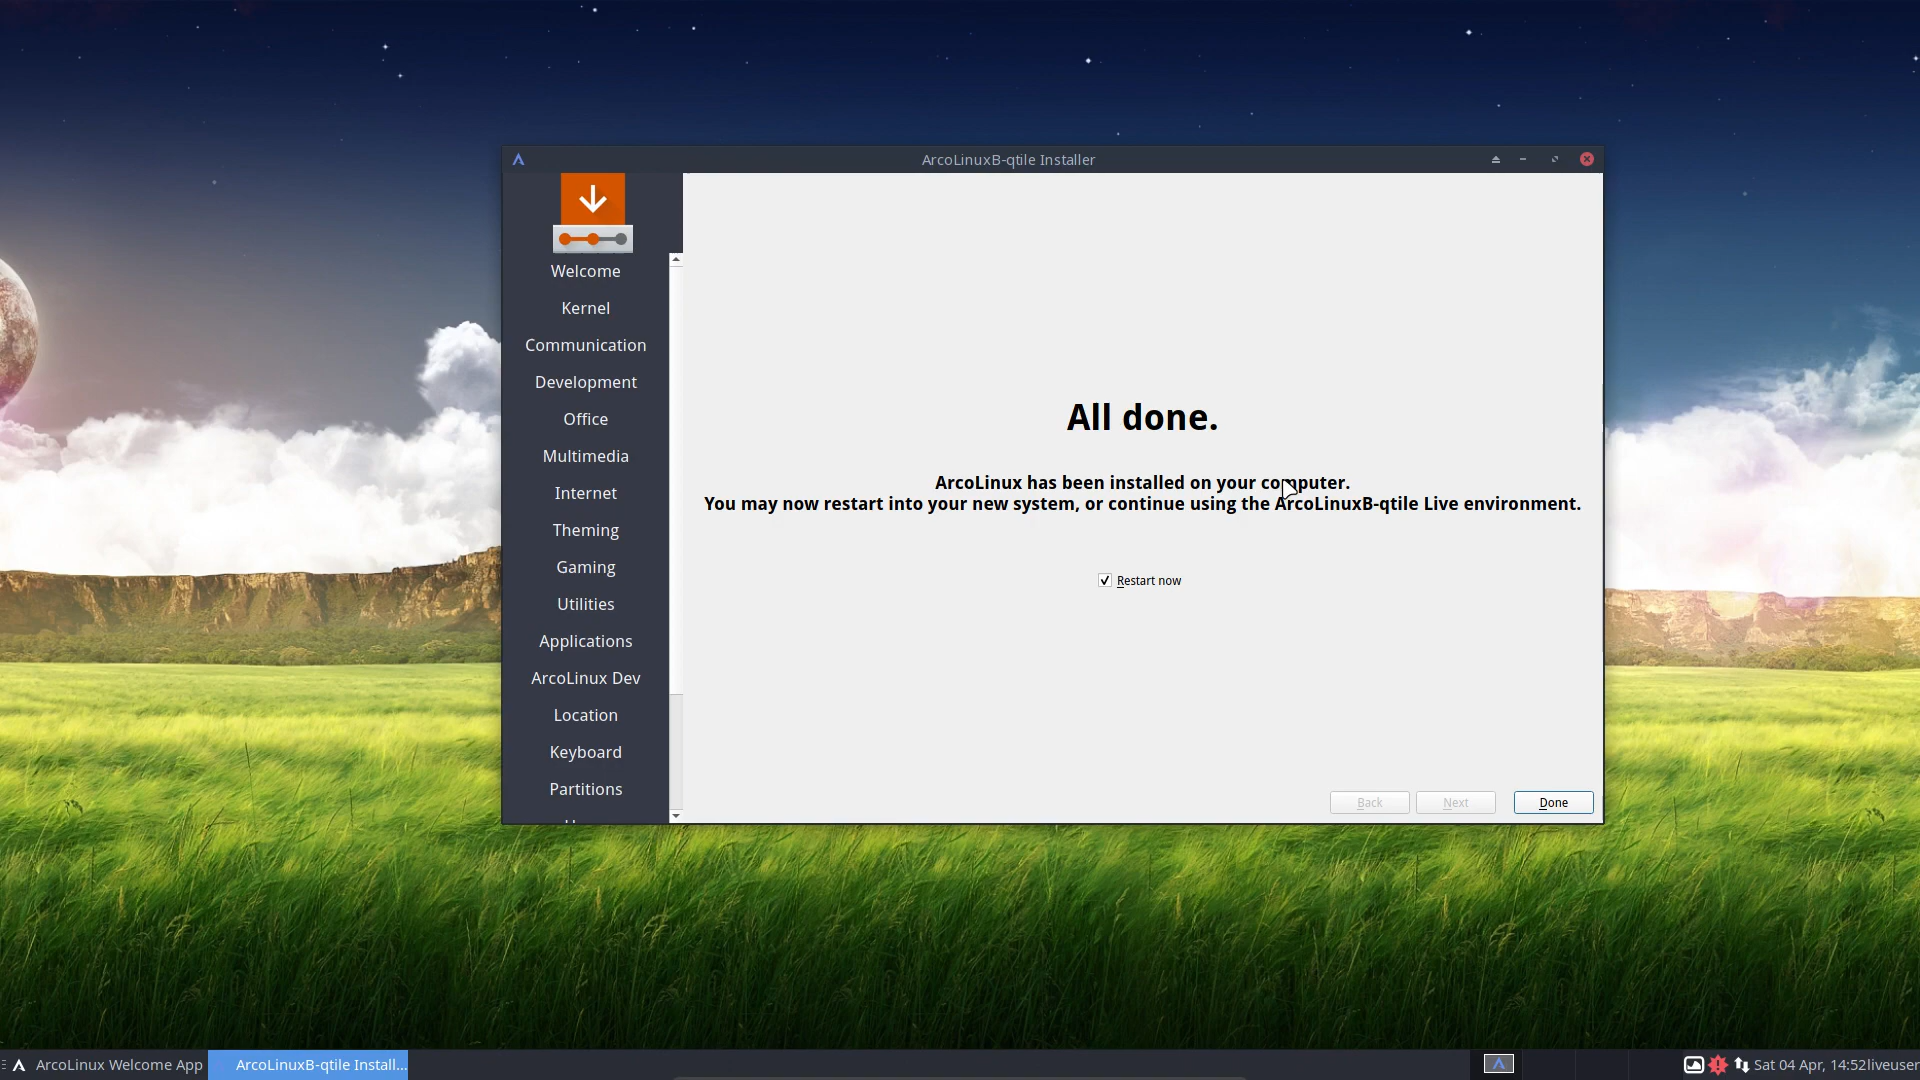 ArcoLinuxB-qtile Installer
Welcome
Kernel
Communication
Development
Office
Multimedia
Internet
Theming
Gaming
Utilities
Applications
ArcoLinux Dev
Location
Keyboard
Partitions
All done.
ArcoLinux has been installed on your computer.
You may now restart into your new system, or continue using the ArcoLinuxB-qtile Live environment.
Restart now
Back
Next
Done
ArcoLinux Welcome App
ArcoLinuxB-qtile Install...
Sat 04 Apr, 14:52liveuser